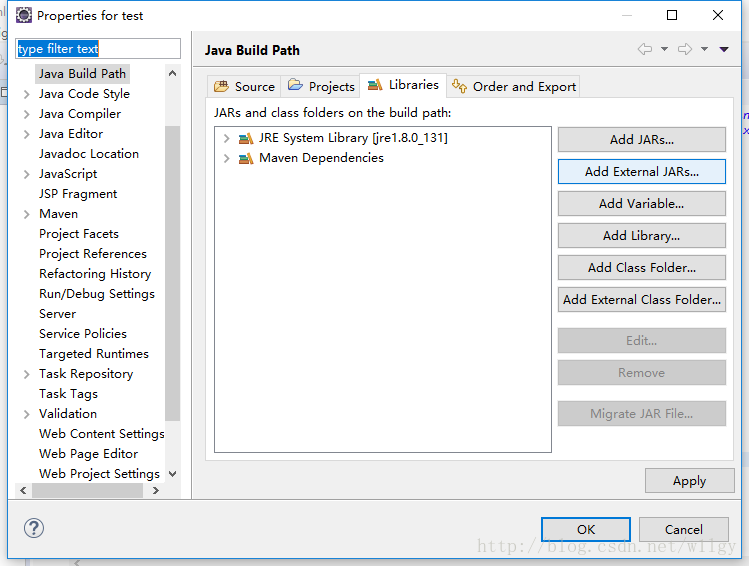 Properties for test
type filter text
Java Build Path
Java Code Style
Java Compiler
Java Editor
Javadoc Location
JavaScript
JSP Fragment
Maven
Project Facets
Project References
Refactoring History
Run/Debug Settings
Server
Service Policies
Targeted Runtimes
Task Repository
Task Tags
Validation
Web Content Settings
Web Page Editor
Web Project Settings
Java Build Path
Source Projects Libraries Order and Export
JARs and class folders on the build path:
JRE System Library [jre1.8.0_131]
Maven Dependencies
Add JARs...
Add External JARs...
Add Variable...
Add Library...
Add Class Folder...
Add External Class Folder...
Edit...
Remove
Migrate JAR File...
Apply
OK Cancel